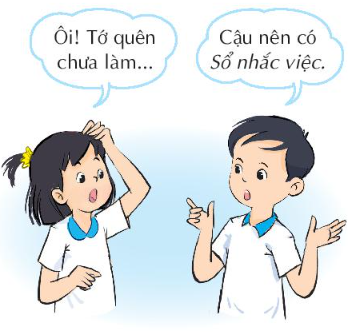 Ôi! Tớ quên
chưa làm...
Cậu nên có
Sổ nhắc việc.